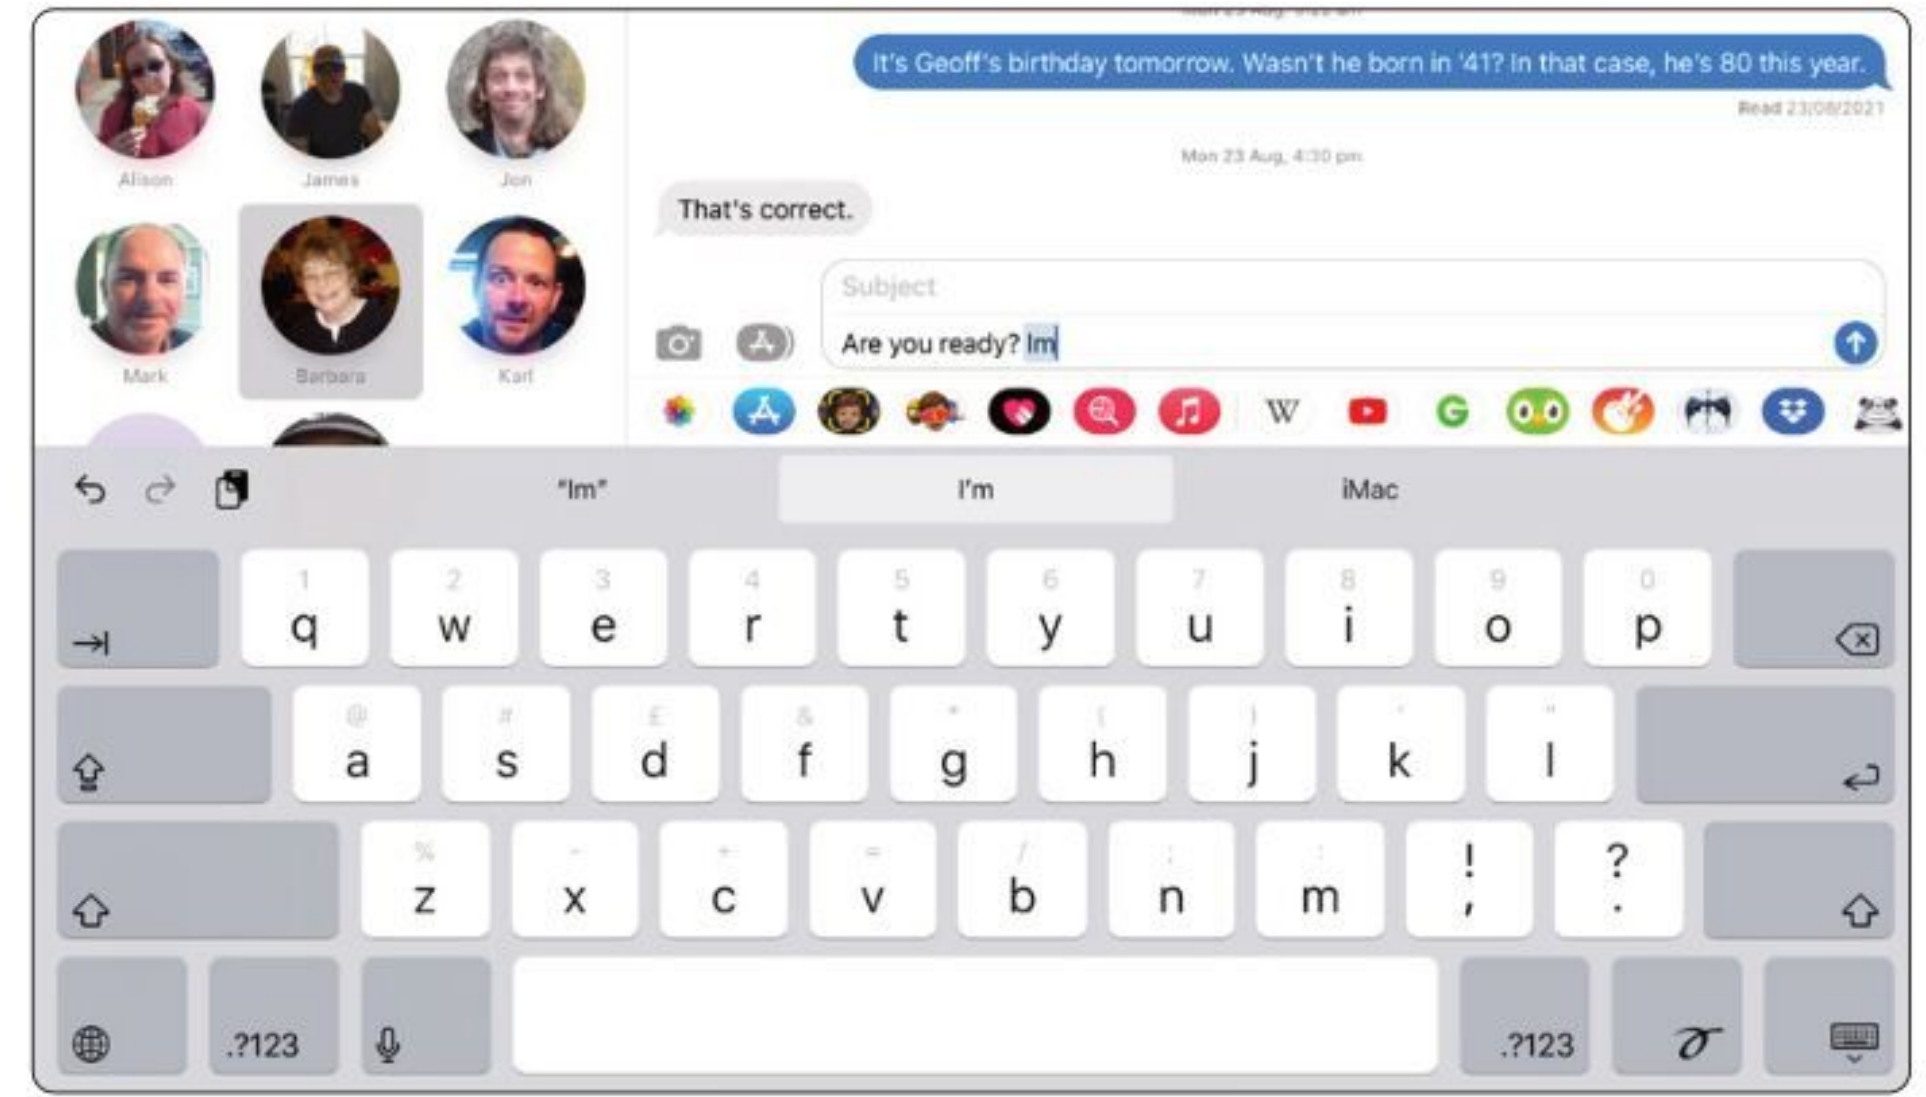 It's Geoff's birthday tomorrow. Wasn't he born in '41? In that case, he's 80 this year.
Read 23/08/2021
Alison James Jon
Mon 23 Aug, 4:30 pm
That's correct.
Subject
Are you ready? Im
Mark Barbara Karl
W
G
"Im" I'm iMac
1 2 3 4 5 6 7 8 9 0
q w e r t y u i o p
@ # £ & * ( ) ' "
a s d f g h j k l
% - + = / ; : ! ?
z x c v b n m , .
.?123 .?123